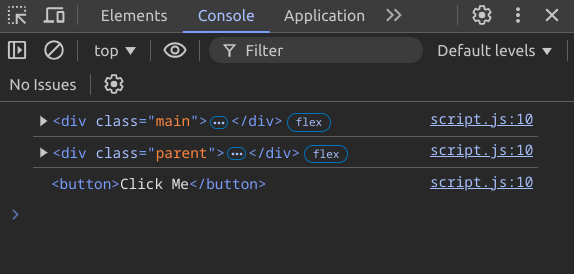 Elements Console Application
top Filter Default levels
No Issues
<div class="main"> </div> flex script.js:10
<div class="parent"> </div> flex script.js:10
<button>Click Me</button> script.js:10